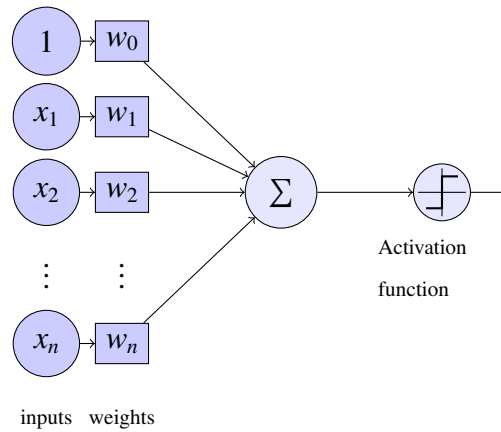 1 w₀
x₁ w₁
x₂ w₂
Σ
Activation
function
⋮ ⋮
xₙ wₙ
inputs weights